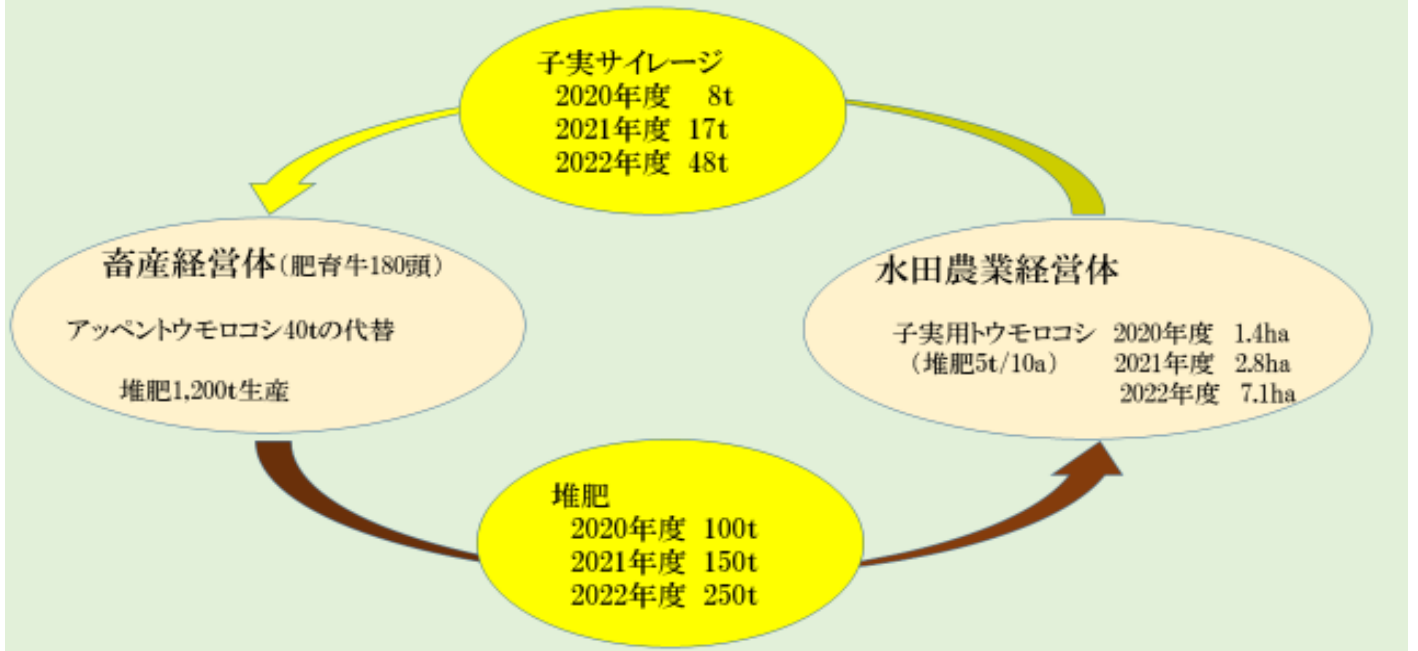 子実サイレージ
2020年度 8t
2021年度 17t
2022年度 48t
畜産経営体(肥育牛180頭)
アッペントウモロコシ40tの代替
堆肥1,200t生産
水田農業経営体
子実用トウモロコシ 2020年度 1.4ha
(堆肥5t/10a) 2021年度 2.8ha
2022年度 7.1ha
堆肥
2020年度 100t
2021年度 150t
2022年度 250t